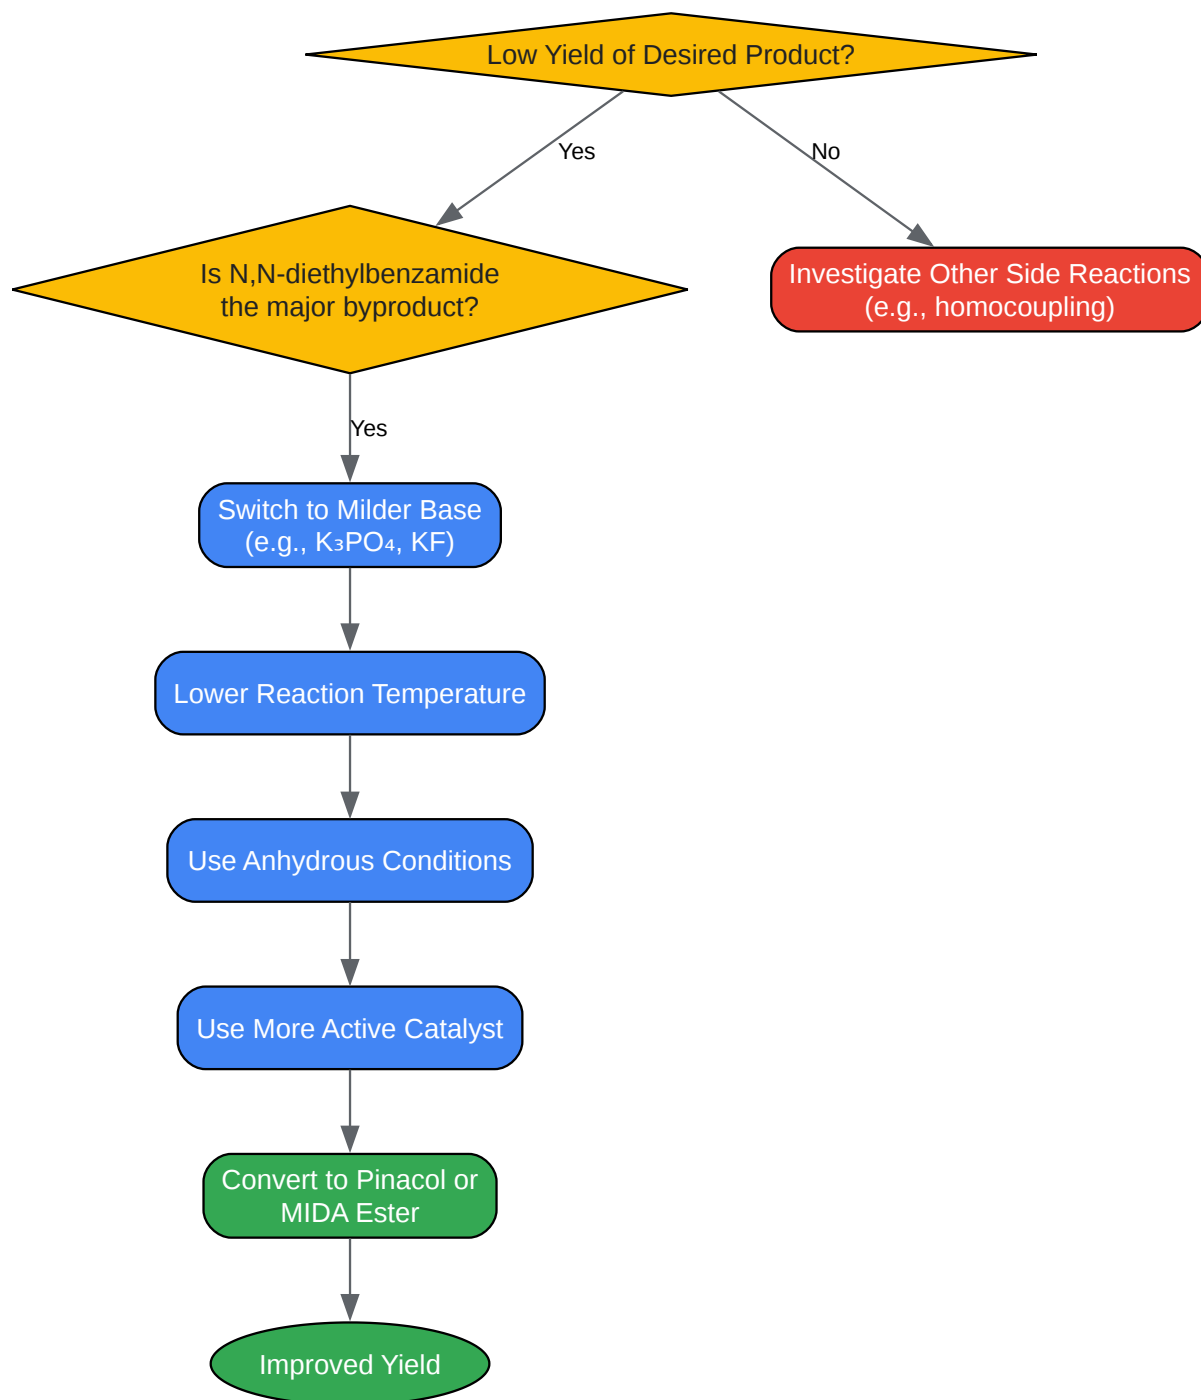 Low Yield of Desired Product?
Yes
No
Is N,N-diethylbenzamide
the major byproduct?
Investigate Other Side Reactions
(e.g., homocoupling)
Yes
Switch to Milder Base
(e.g., K₃PO₄, KF)
Lower Reaction Temperature
Use Anhydrous Conditions
Use More Active Catalyst
Convert to Pinacol or
MIDA Ester
Improved Yield